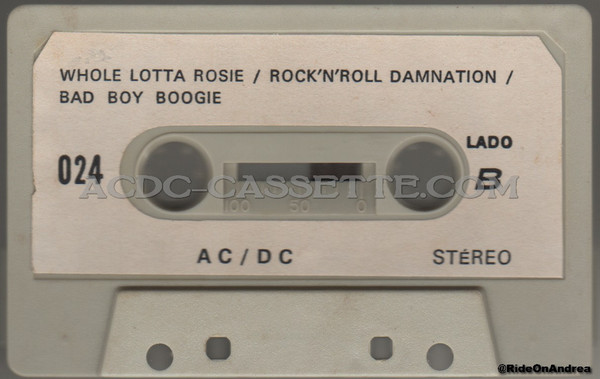 WHOLE LOTTA ROSIE / ROCK'N'ROLL DAMNATION /
BAD BOY BOOGIE
LADO
024
B
ACDC-CASSETTE.COM
100 50 0
AC/DC
STÉREO
@RideOnAndrea